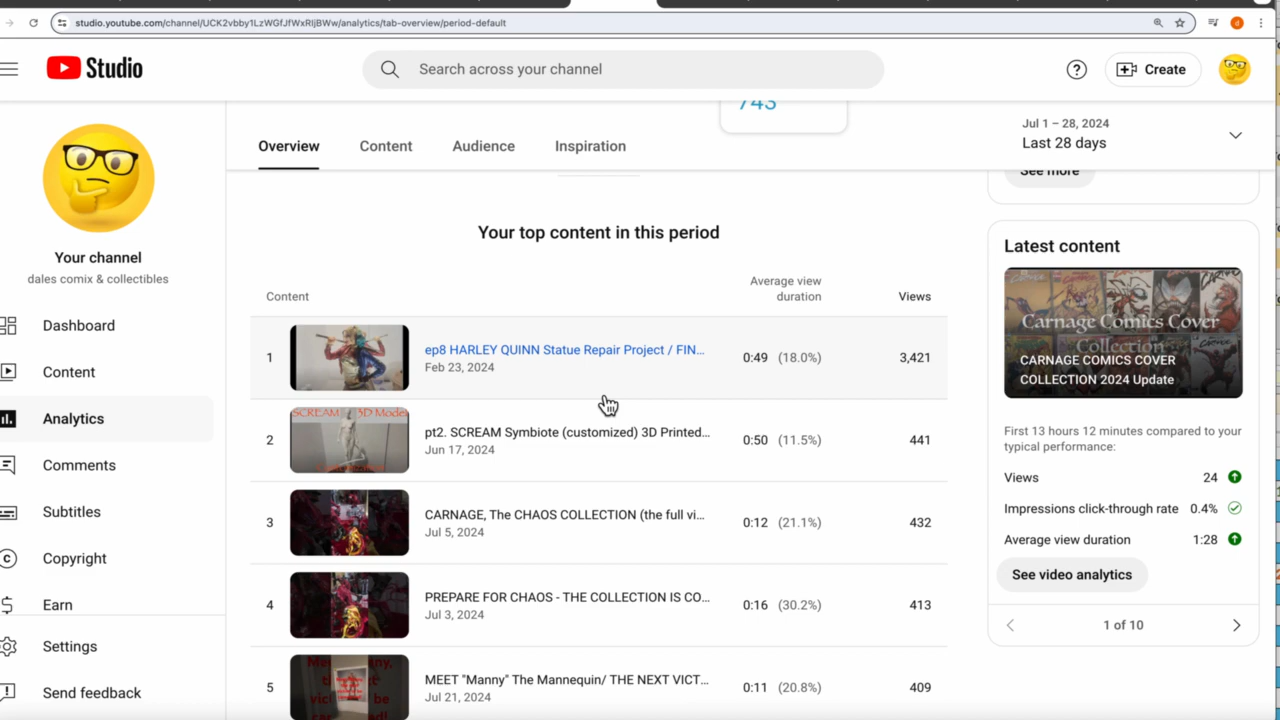 studio.youtube.com/channel/UCK2vbby1LzWGfJfWxRIjBWw/analytics/tab-overview/period-default
d
Studio
Search across your channel
?
Create
743
Jul 1 – 28, 2024
Last 28 days
Overview
Content
Audience
Inspiration
See more
Your channel
dales comix & collectibles
Dashboard
Content
Analytics
Comments
Subtitles
Copyright
Earn
Settings
Send feedback
Your top content in this period
Content
Average view
duration
Views
1
ep8 HARLEY QUINN Statue Repair Project / FIN...
Feb 23, 2024
0:49 (18.0%)
3,421
2
SCREAM 3D Model
pt2. SCREAM Symbiote (customized) 3D Printed...
Jun 17, 2024
0:50 (11.5%)
441
3
CARNAGE, The CHAOS COLLECTION (the full vi...
Jul 5, 2024
0:12 (21.1%)
432
4
PREPARE FOR CHAOS - THE COLLECTION IS CO...
Jul 3, 2024
0:16 (30.2%)
413
5
MEET "Manny" The Mannequin/ THE NEXT VICT...
Jul 21, 2024
0:11 (20.8%)
409
Latest content
Carnage Comics Cover
Collection
CARNAGE COMICS COVER
COLLECTION 2024 Update
First 13 hours 12 minutes compared to your
typical performance:
Views 24
Impressions click-through rate 0.4%
Average view duration 1:28
See video analytics
1 of 10